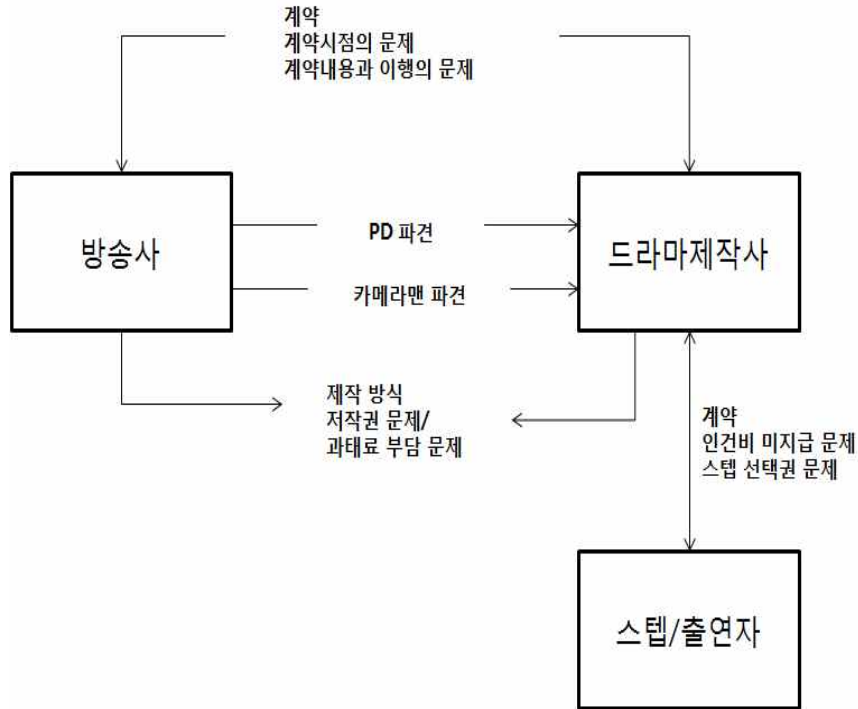 계약
계약시점의 문제
계약내용과 이행의 문제
방송사
PD 파견
카메라맨 파견
드라마제작사
제작 방식
저작권 문제/
과태료 부담 문제
계약
인건비 미지급 문제
스텝 선택권 문제
스텝/출연자